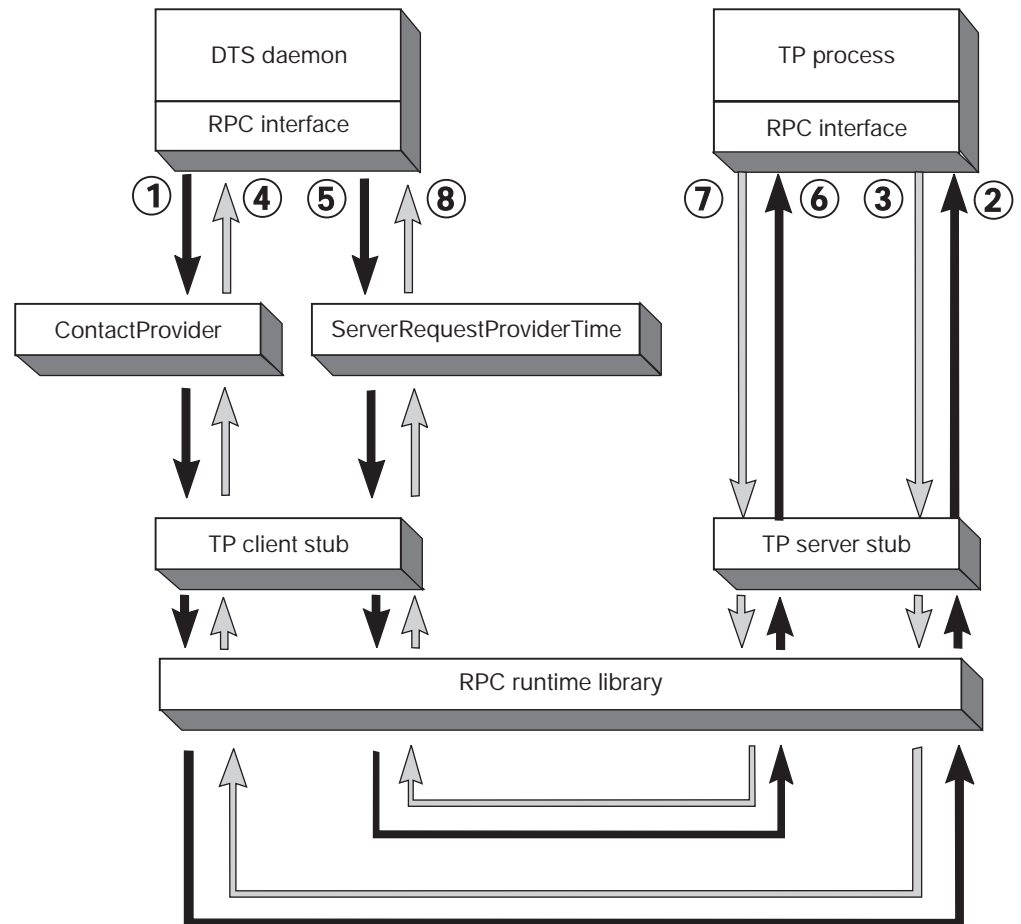 DTS daemon
TP process
RPC interface
RPC interface
1
4
5
8
7
6
3
2
ContactProvider
ServerRequestProviderTime
TP client stub
TP server stub
RPC runtime library